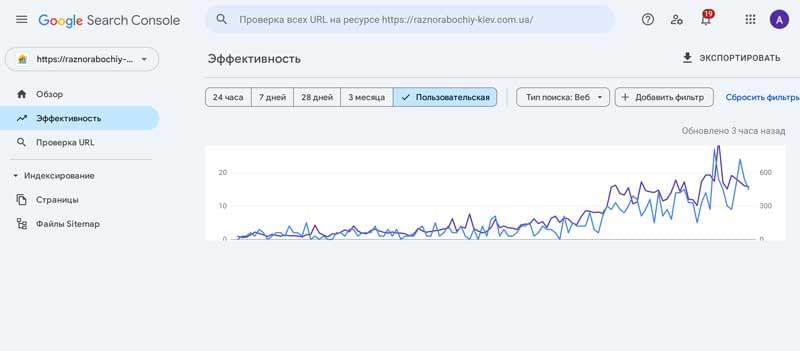 Google Search Console
Проверка всех URL на ресурсе https://raznorabochiy-kiev.com.ua/
19
A
https://raznorabochiy-...
Эффективность
ЭКСПОРТИРОВАТЬ
Обзор
Эффективность
Проверка URL
Индексирование
Страницы
Файлы Sitemap
24 часа
7 дней
28 дней
3 месяца
Пользовательская
Тип поиска: Веб
Добавить фильтр
Сбросить фильтры
Обновлено 3 часа назад
20
600
10
300
0
0